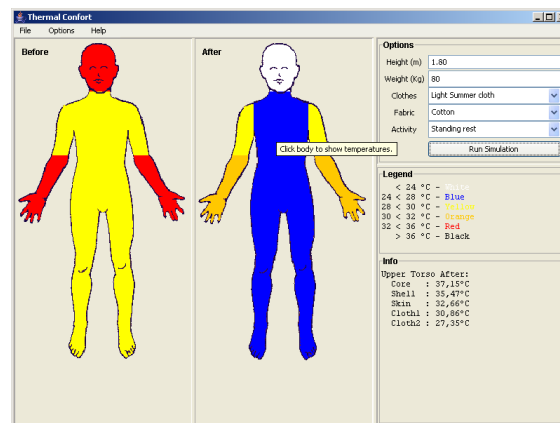 Thermal Confort
File Options Help
Before
After
Click body to show temperatures.
Options
Height (m) 1.80
Weight (Kg) 80
Clothes Light Summer cloth
Fabric Cotton
Activity Standing rest
Run Simulation
Legend
< 24 °C - White
24 < 28 °C - Blue
28 < 30 °C - Yellow
30 < 32 °C - Orange
32 < 36 °C - Red
> 36 °C - Black
Info
Upper Torso After:
Core : 37,15°C
Shell : 35,47°C
Skin : 32,66°C
Cloth1 : 30,86°C
Cloth2 : 27,35°C